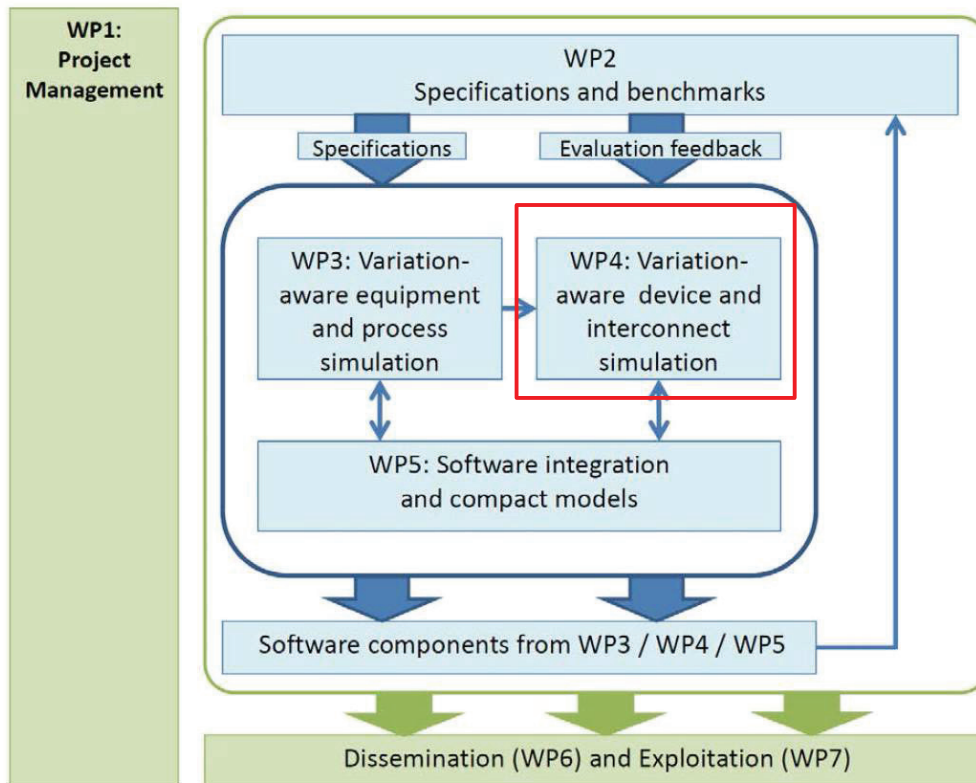 WP1:
Project
Management
WP2
Specifications and benchmarks
Specifications
Evaluation feedback
WP3: Variation-
aware equipment
and process
simulation
WP4: Variation-
aware device and
interconnect
simulation
WP5: Software integration
and compact models
Software components from WP3 / WP4 / WP5
Dissemination (WP6) and Exploitation (WP7)